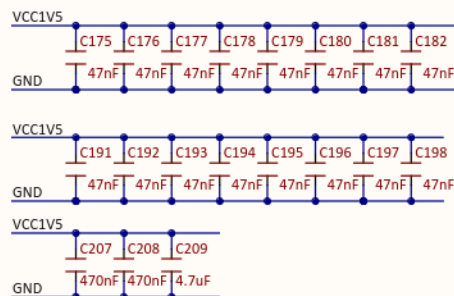 VCC1V5
C175 C176 C177 C178 C179 C180 C181 C182
47nF 47nF 47nF 47nF 47nF 47nF 47nF 47nF
GND
VCC1V5
C191 C192 C193 C194 C195 C196 C197 C198
47nF 47nF 47nF 47nF 47nF 47nF 47nF 47nF
GND
VCC1V5
C207 C208 C209
470nF 470nF 4.7uF
GND